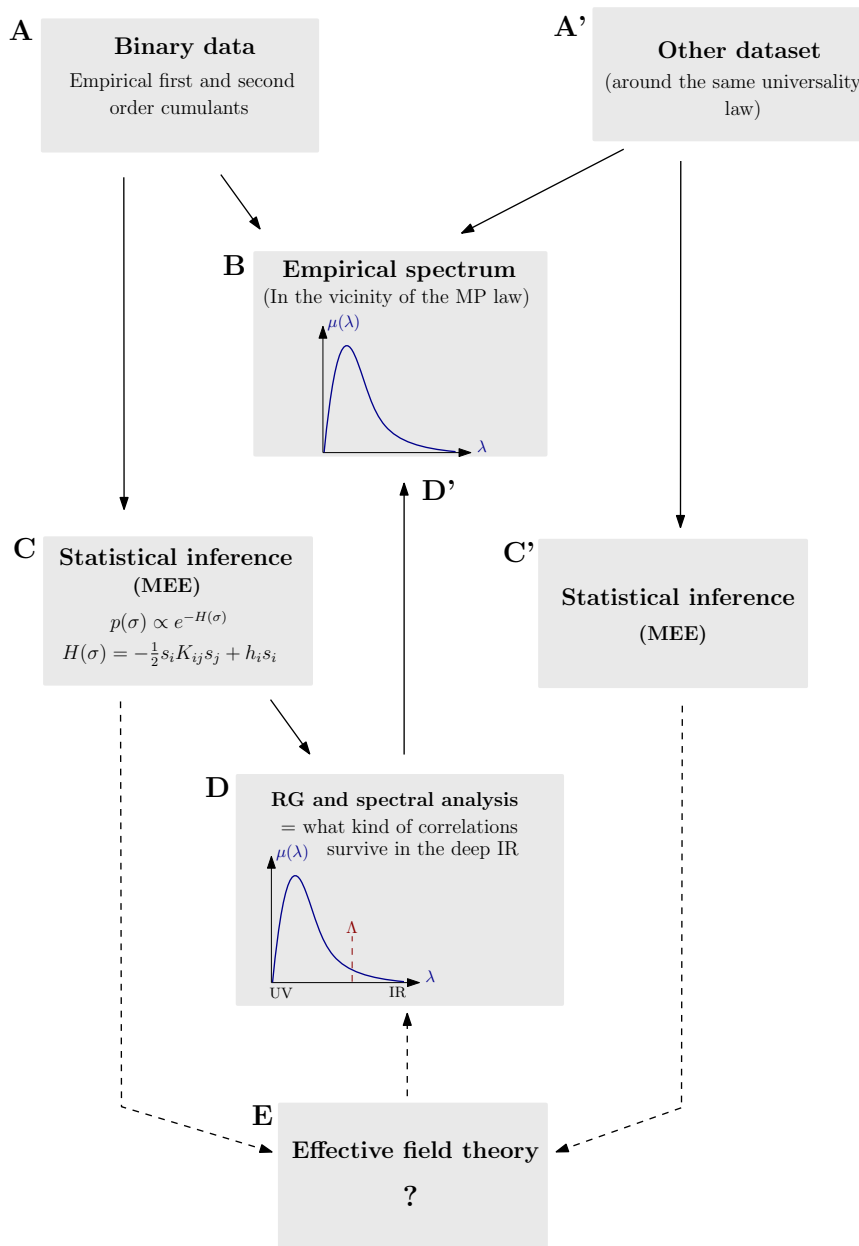 A
Binary data
Empirical first and second
order cumulants
A'
Other dataset
(around the same universality
law)
B
Empirical spectrum
(In the vicinity of the MP law)
μ(λ)
λ
D'
C
Statistical inference
(MEE)
p(σ) ∝ e^{−H(σ)}
H(σ) = −½ s_i K_{ij} s_j + h_i s_i
C'
Statistical inference
(MEE)
D
RG and spectral analysis
= what kind of correlations
survive in the deep IR
μ(λ)
Λ
λ
UV
IR
E
Effective field theory
?